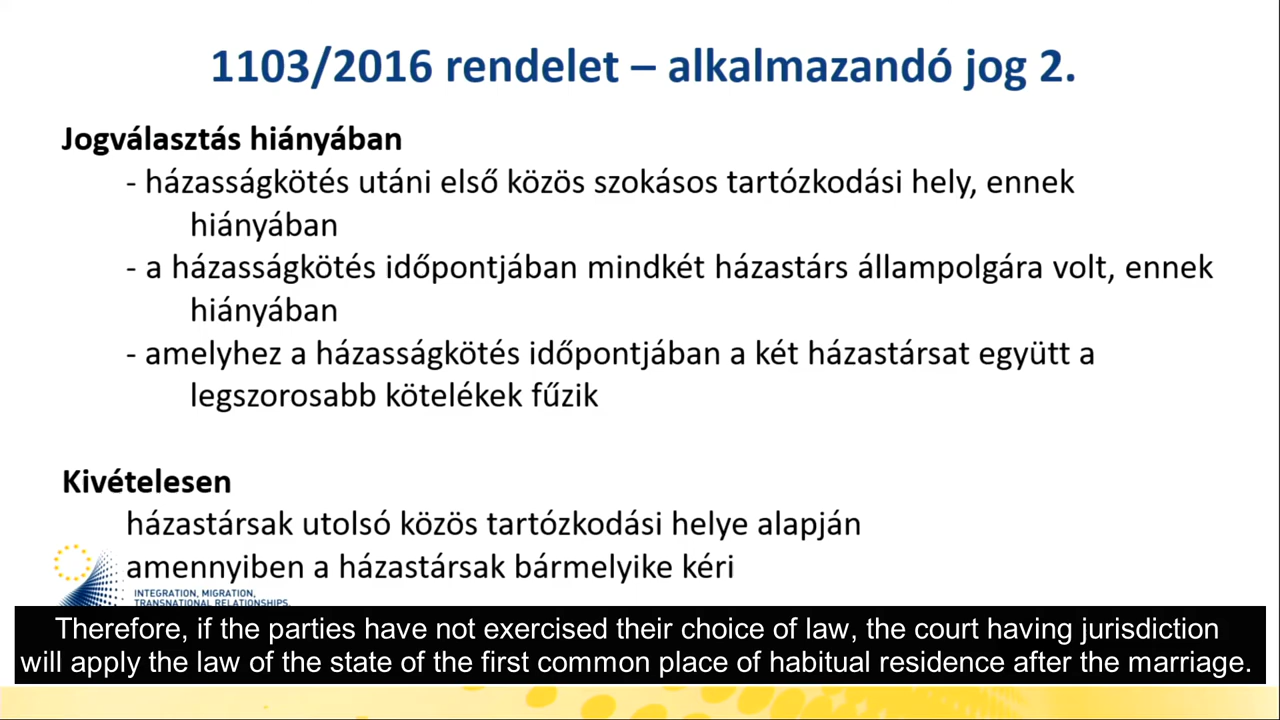 1103/2016 rendelet – alkalmazandó jog 2.
Jogválasztás hiányában
- házasságkötés utáni első közös szokásos tartózkodási hely, ennek
hiányában
- a házasságkötés időpontjában mindkét házastárs állampolgára volt, ennek
hiányában
- amelyhez a házasságkötés időpontjában a két házastársat együtt a
legszorosabb kötelékek fűzik
Kivételesen
házastársak utolsó közös tartózkodási helye alapján
amennyiben a házastársak bármelyike kéri
INTEGRATION, MIGRATION,
TRANSNATIONAL RELATIONSHIPS.
Therefore, if the parties have not exercised their choice of law, the court having jurisdiction
will apply the law of the state of the first common place of habitual residence after the marriage.